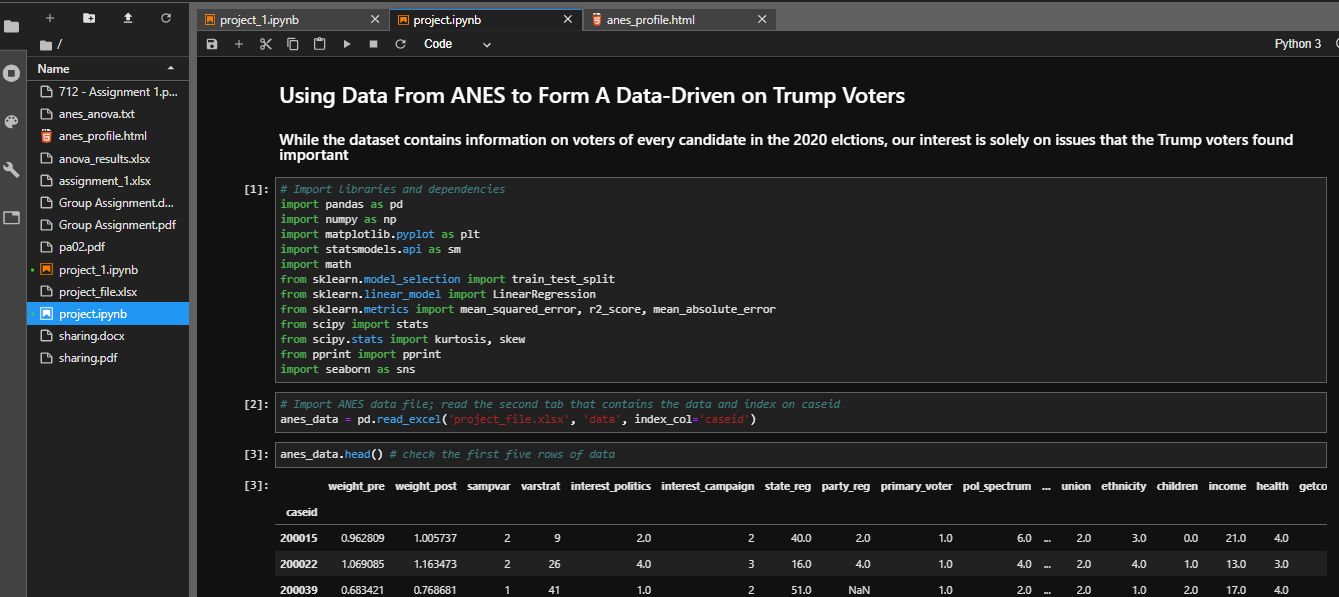 project_1.ipynb
project.ipynb
anes_profile.html
/
Code
Python 3
Name
712 - Assignment 1.p...
anes_anova.txt
anes_profile.html
anova_results.xlsx
assignment_1.xlsx
Group Assignment.d...
Group Assignment.pdf
pa02.pdf
project_1.ipynb
project_file.xlsx
project.ipynb
sharing.docx
sharing.pdf
Using Data From ANES to Form A Data-Driven on Trump Voters
While the dataset contains information on voters of every candidate in the 2020 elctions, our interest is solely on issues that the Trump voters found
important
[1]: # Import libraries and dependencies
import pandas as pd
import numpy as np
import matplotlib.pyplot as plt
import statsmodels.api as sm
import math
from sklearn.model_selection import train_test_split
from sklearn.linear_model import LinearRegression
from sklearn.metrics import mean_squared_error, r2_score, mean_absolute_error
from scipy import stats
from scipy.stats import kurtosis, skew
from pprint import pprint
import seaborn as sns
[2]: # Import ANES data file; read the second tab that contains the data and index on caseid
anes_data = pd.read_excel('project_file.xlsx', 'data', index_col='caseid')
[3]: anes_data.head() # check the first five rows of data
[3]: weight_pre weight_post sampvar varstrat interest_politics interest_campaign state_reg party_reg primary_voter pol_spectrum ... union ethnicity children income health getco
caseid
200015 0.962809 1.005737 2 9 2.0 2 40.0 2.0 1.0 6.0 ... 2.0 3.0 0.0 21.0 4.0
200022 1.069085 1.163473 2 26 4.0 3 16.0 4.0 1.0 4.0 ... 2.0 4.0 1.0 13.0 3.0
200039 0.683421 0.768681 1 41 1.0 2 51.0 NaN 1.0 2.0 ... 2.0 1.0 2.0 17.0 4.0